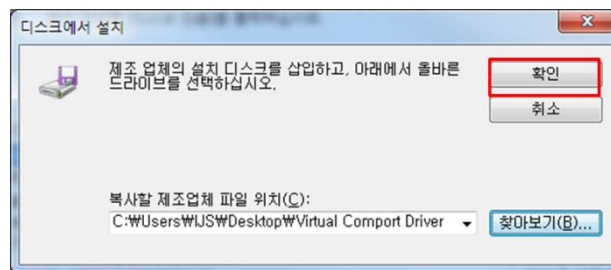 디스크에서 설치
제조 업체의 설치 디스크를 삽입하고, 아래에서 올바른
드라이브를 선택하십시오.
확인
취소
복사할 제조업체 파일 위치(C):
C:₩Users₩IJS₩Desktop₩Virtual Comport Driver
찾아보기(B)...